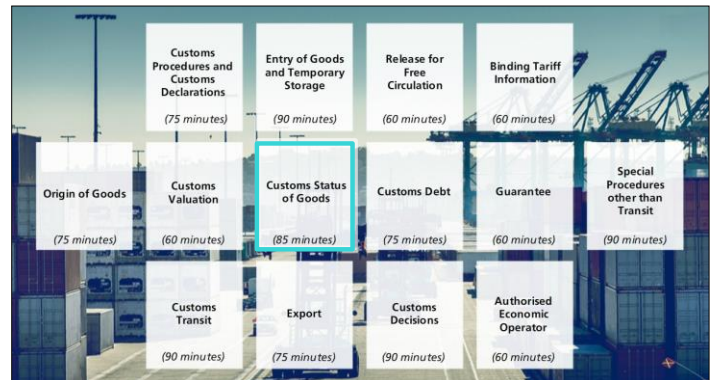 Customs
Procedures and
Customs
Declarations
(75 minutes)
Entry of Goods
and Temporary
Storage
(90 minutes)
Release for
Free
Circulation
(60 minutes)
Binding Tariff
Information
(60 minutes)
Origin of Goods
(75 minutes)
Customs
Valuation
(60 minutes)
Customs Status
of Goods
(85 minutes)
Customs Debt
(75 minutes)
Guarantee
(60 minutes)
Special
Procedures
other than
Transit
(90 minutes)
Customs
Transit
(90 minutes)
Export
(75 minutes)
Customs
Decisions
(90 minutes)
Authorised
Economic
Operator
(60 minutes)